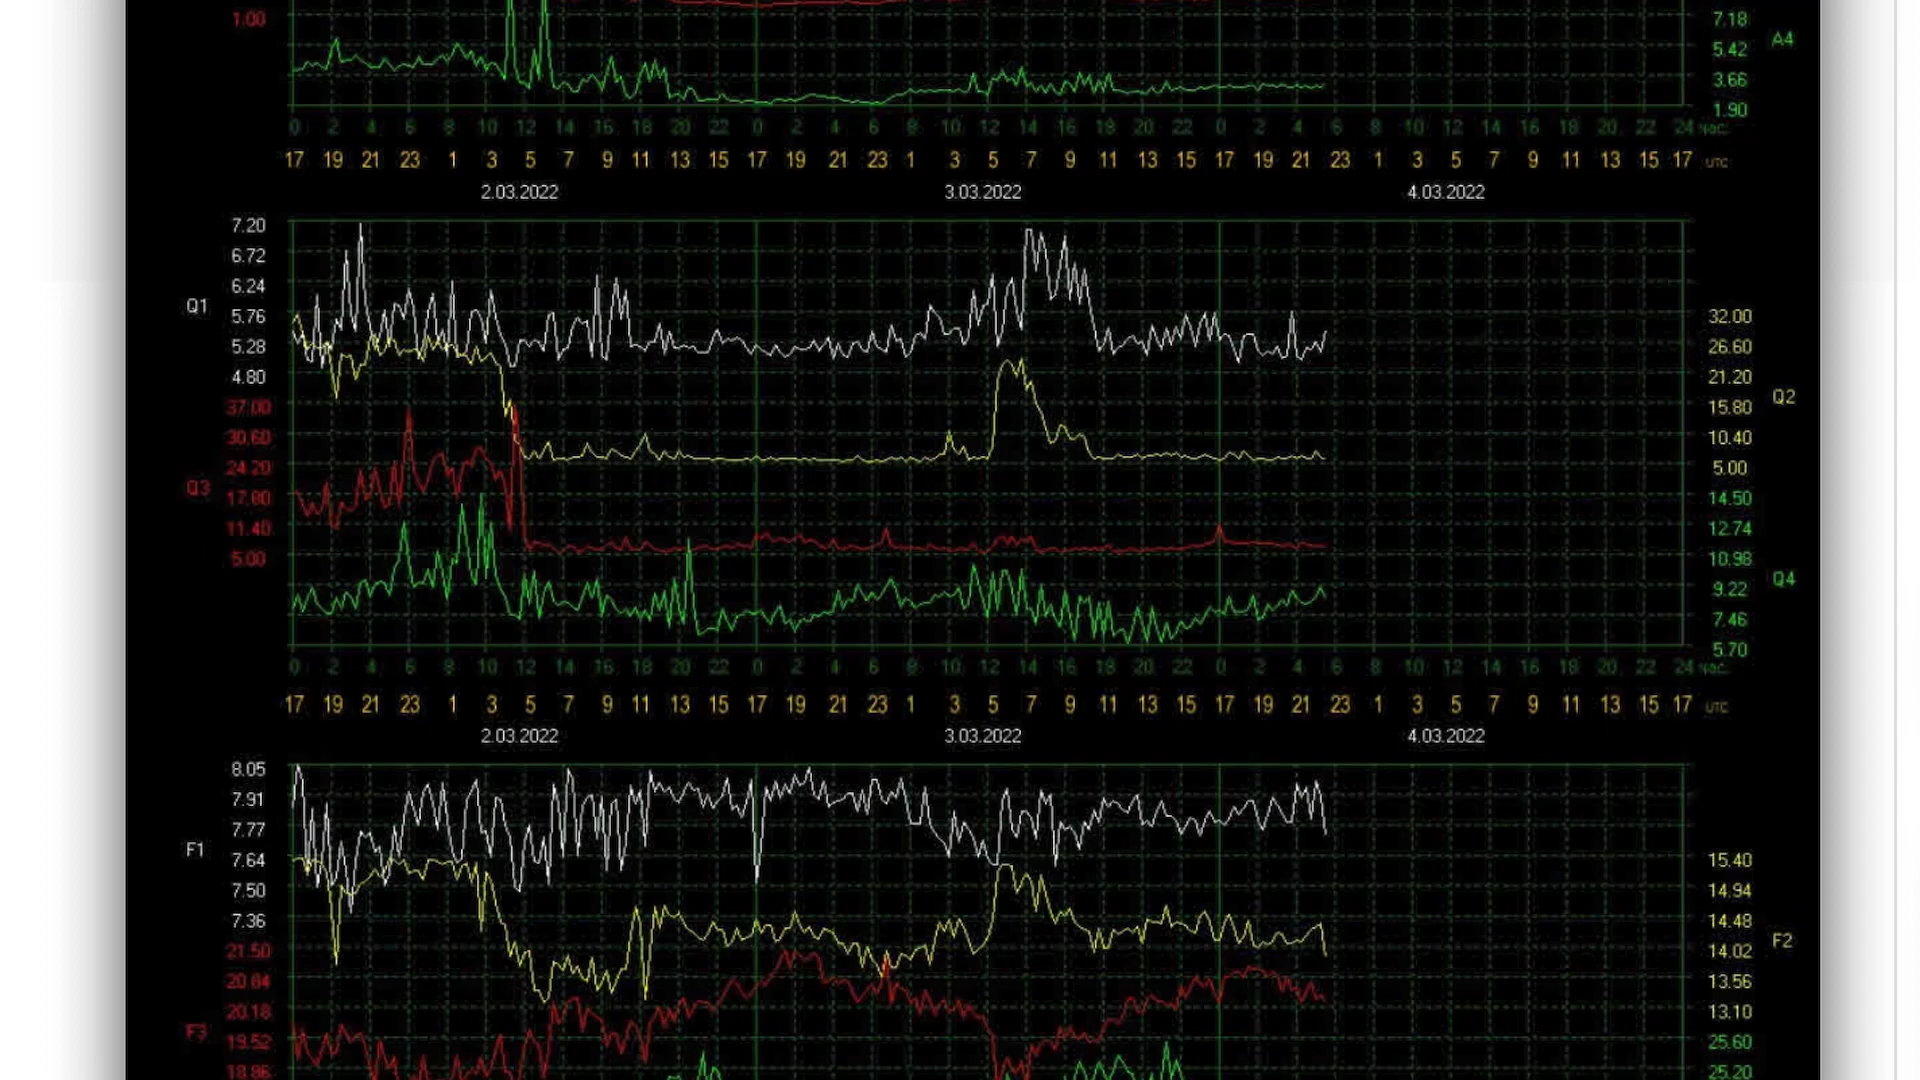 1.00 7.18
5.42 A4
3.66
1.90
0 2 4 6 8 10 12 14 16 18 20 22 0 2 4 6 8 10 12 14 16 18 20 22 0 2 4 6 8 10 12 14 16 18 20 22 24
17 19 21 23 1 3 5 7 9 11 13 15 17 19 21 23 1 3 5 7 9 11 13 15 17 19 21 23 1 3 5 7 9 11 13 15 17 UTC
2.03.2022 3.03.2022 4.03.2022
7.20
6.72
6.24
Q1
5.76 32.00
5.28 26.60
4.80 21.20
Q2
37.00 15.80
30.60 10.40
24.20 5.00
Q3
17.80 14.50
11.40 12.74
5.00 10.98
Q4
9.22
7.46
5.70
0 2 4 6 8 10 12 14 16 18 20 22 0 2 4 6 8 10 12 14 16 18 20 22 0 2 4 6 8 10 12 14 16 18 20 22 24
17 19 21 23 1 3 5 7 9 11 13 15 17 19 21 23 1 3 5 7 9 11 13 15 17 19 21 23 1 3 5 7 9 11 13 15 17 UTC
2.03.2022 3.03.2022 4.03.2022
8.05
7.91
7.77
F1
7.64 15.40
7.50 14.94
7.36 14.48
F2
21.50 14.02
20.84 13.56
20.18 13.10
F3
19.52 25.60
18.86 25.20